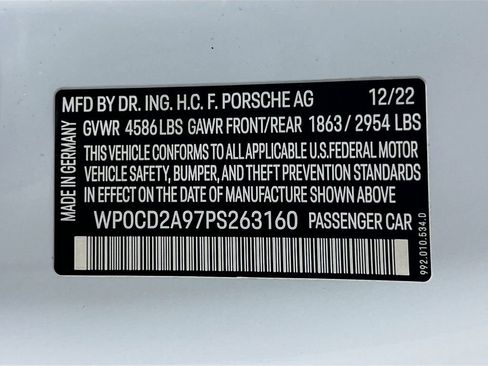 MFD BY DR. ING. H.C. F. PORSCHE AG 12/22
GVWR 4586 LBS GAWR FRONT/REAR 1863 / 2954 LBS
THIS VEHICLE CONFORMS TO ALL APPLICABLE U.S.FEDERAL MOTOR
VEHICLE SAFETY, BUMPER, AND THEFT PREVENTION STANDARDS
IN EFFECT ON THE DATE OF MANUFACTURE SHOWN ABOVE
WP0CD2A97PS263160 PASSENGER CAR
MADE IN GERMANY
992.010.534.D